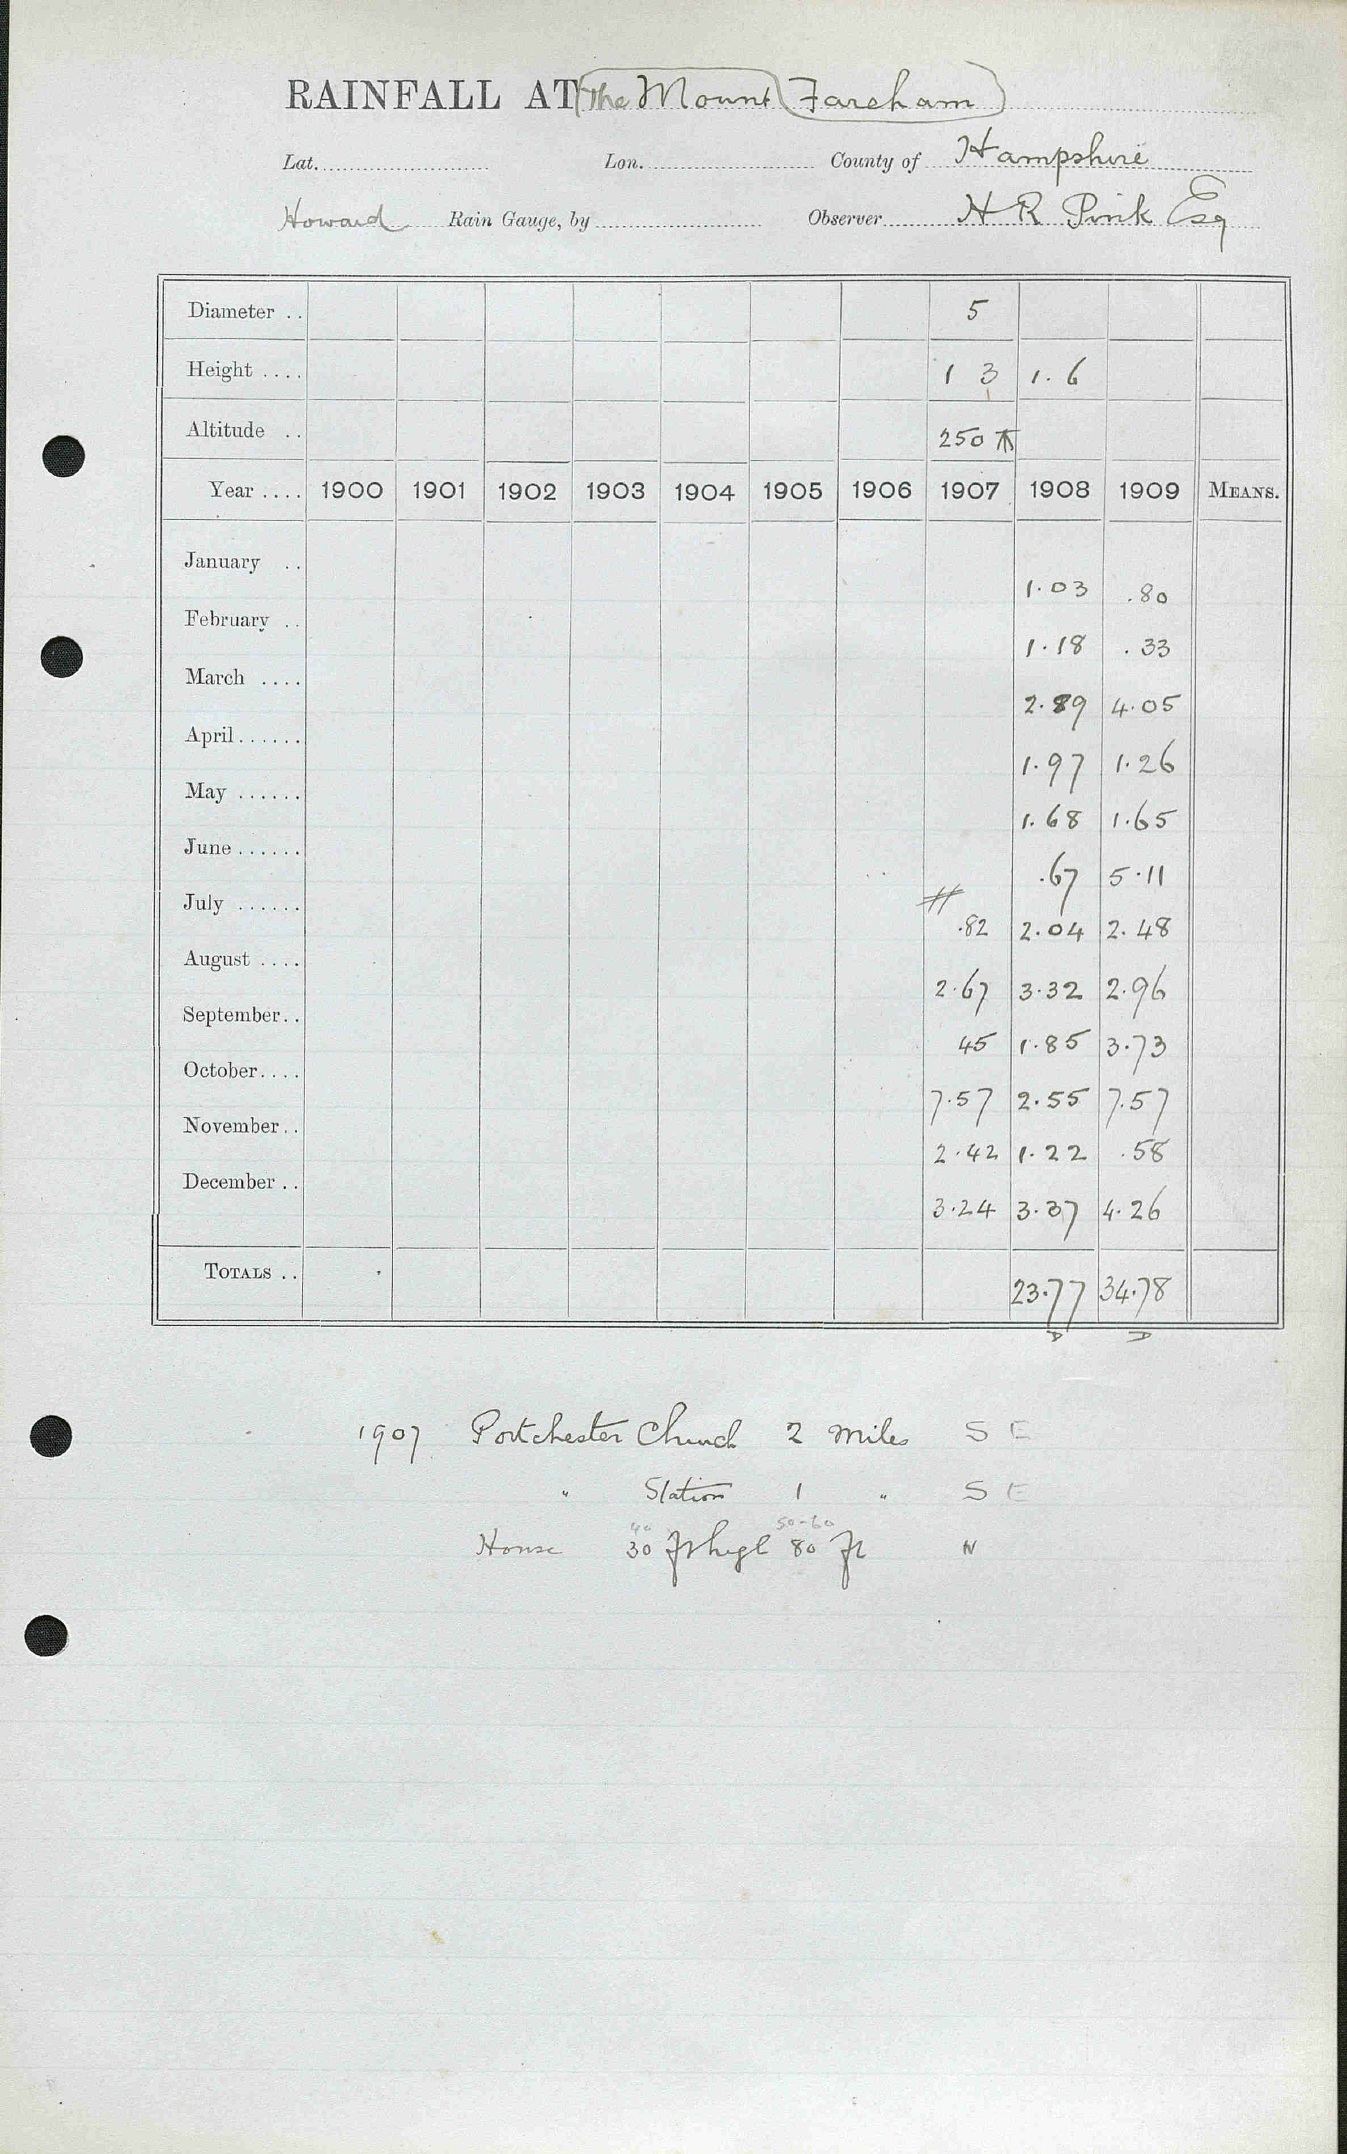 RAINFALL AT The Mount Fareham
Lat. Lon. County of Hampshire
Howard Rain Gauge, by Observer H R Pink Esq
Diameter .. 5
Height .... 1 3 1.6
Altitude .. 250
Year .... 1900 1901 1902 1903 1904 1905 1906 1907 1908 1909 MEANS.
January ..
1.03 .80
February ..
1.18 .33
March ....
2.89 4.05
April ......
1.97 1.26
May ......
1.68 1.65
June ......
.67 5.11
July ......
.82 2.04 2.48
August ....
2.67 3.32 2.96
September ..
45 1.85 3.73
October ....
7.57 2.55 7.57
November ..
2.42 1.22 .58
December ..
3.24 3.37 4.26
TOTALS ..
23.77 34.78
D D
1907 Portchester Church 2 miles S E
" Station 1 " S E
40 50-60
House 30 Ft high 80 Ft N